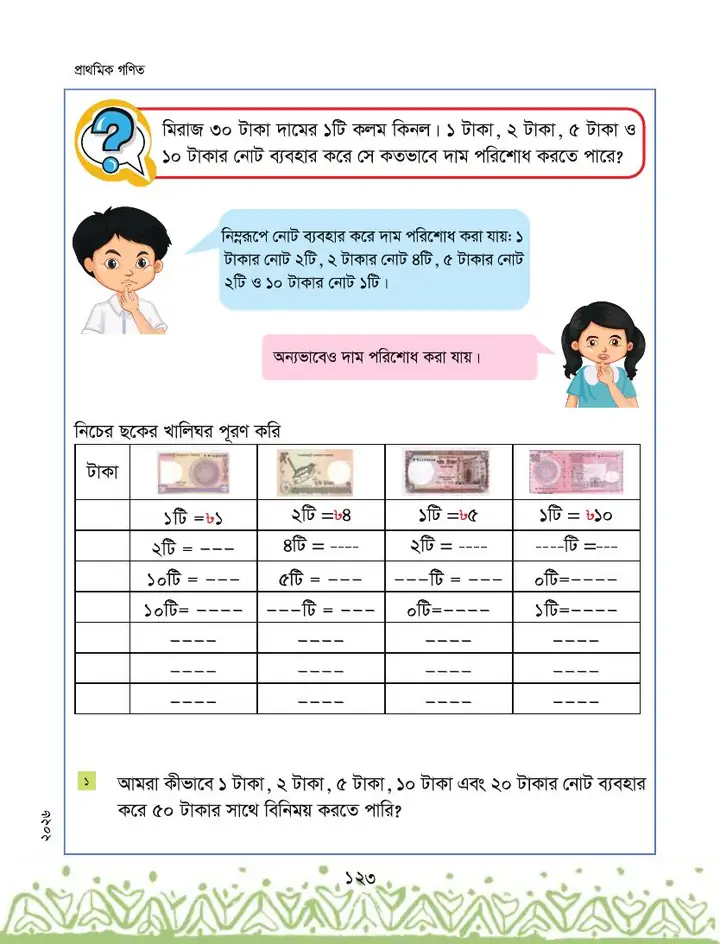 প্রাথমিক গণিত
মিরাজ ৩০ টাকা দামের ১টি কলম কিনল। ১ টাকা, ২ টাকা, ৫ টাকা ও
১০ টাকার নোট ব্যবহার করে সে কতভাবে দাম পরিশোধ করতে পারে?
নিম্নরূপে নোট ব্যবহার করে দাম পরিশোধ করা যায়: ১
টাকার নোট ২টি, ২ টাকার নোট ৪টি, ৫ টাকার নোট
২টি ও ১০ টাকার নোট ১টি।
অন্যভাবেও দাম পরিশোধ করা যায়।
নিচের ছকের খালিঘর পূরণ করি
টাকা
১টি =৳১ ২টি =৳৪ ১টি =৳৫ ১টি = ৳১০
২টি = --- ৪টি = ---- ২টি = ---- ----টি =---
১০টি = --- ৫টি = --- ---টি = --- ০টি=----
১০টি= ---- ---টি = --- ০টি=---- ১টি=----
---- ---- ---- ----
---- ---- ---- ----
---- ---- ---- ----
১ আমরা কীভাবে ১ টাকা, ২ টাকা, ৫ টাকা, ১০ টাকা এবং ২০ টাকার নোট ব্যবহার
করে ৫০ টাকার সাথে বিনিময় করতে পারি?
২০২৬
১২৩